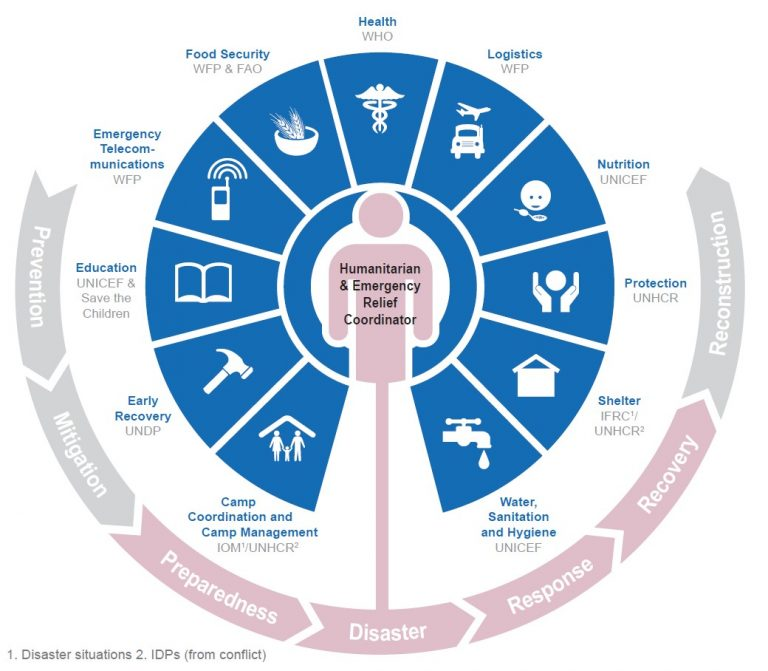 Health
WHO
Logistics
WFP
Nutrition
UNICEF
Protection
UNHCR
Shelter
IFRC¹/
UNHCR²
Water,
Sanitation
and Hygiene
UNICEF
Camp
Coordination and
Camp Management
IOM¹/UNHCR²
Early
Recovery
UNDP
Education
UNICEF &
Save the
Children
Emergency
Telecom-
munications
WFP
Food Security
WFP & FAO
Humanitarian
& Emergency
Relief
Coordinator
Prevention
Mitigation
Preparedness
Disaster
Response
Recovery
Reconstruction
1. Disaster situations 2. IDPs (from conflict)